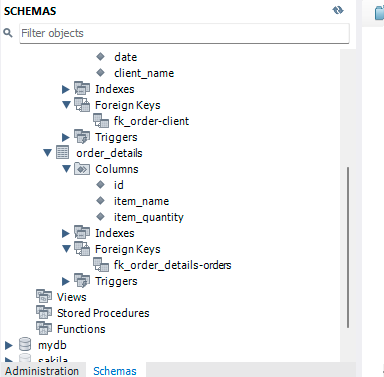 SCHEMAS
Filter objects
date
client_name
Indexes
Foreign Keys
fk_order-client
Triggers
order_details
Columns
id
item_name
item_quantity
Indexes
Foreign Keys
fk_order_details-orders
Triggers
Views
Stored Procedures
Functions
mydb
sakila
Administration Schemas